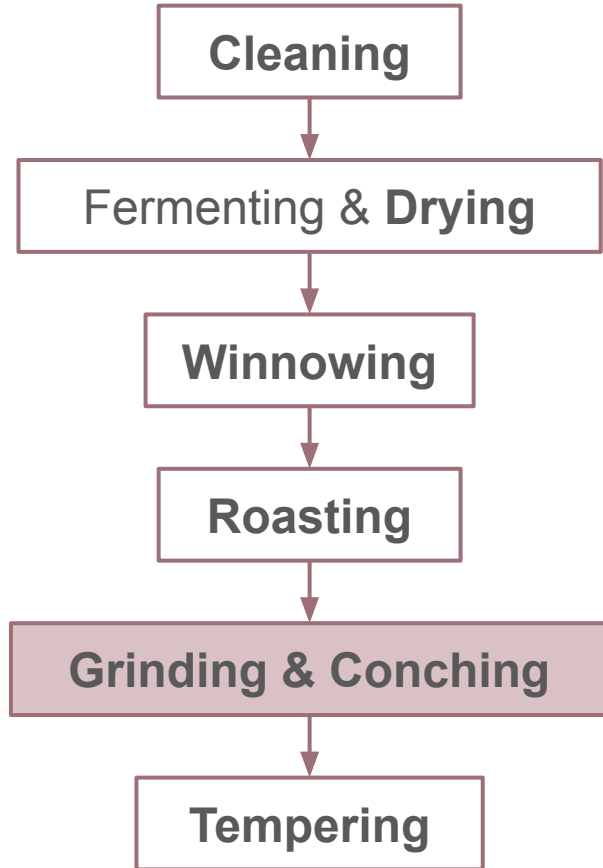 Cleaning
Fermenting & Drying
Winnowing
Roasting
Grinding & Conching
Tempering